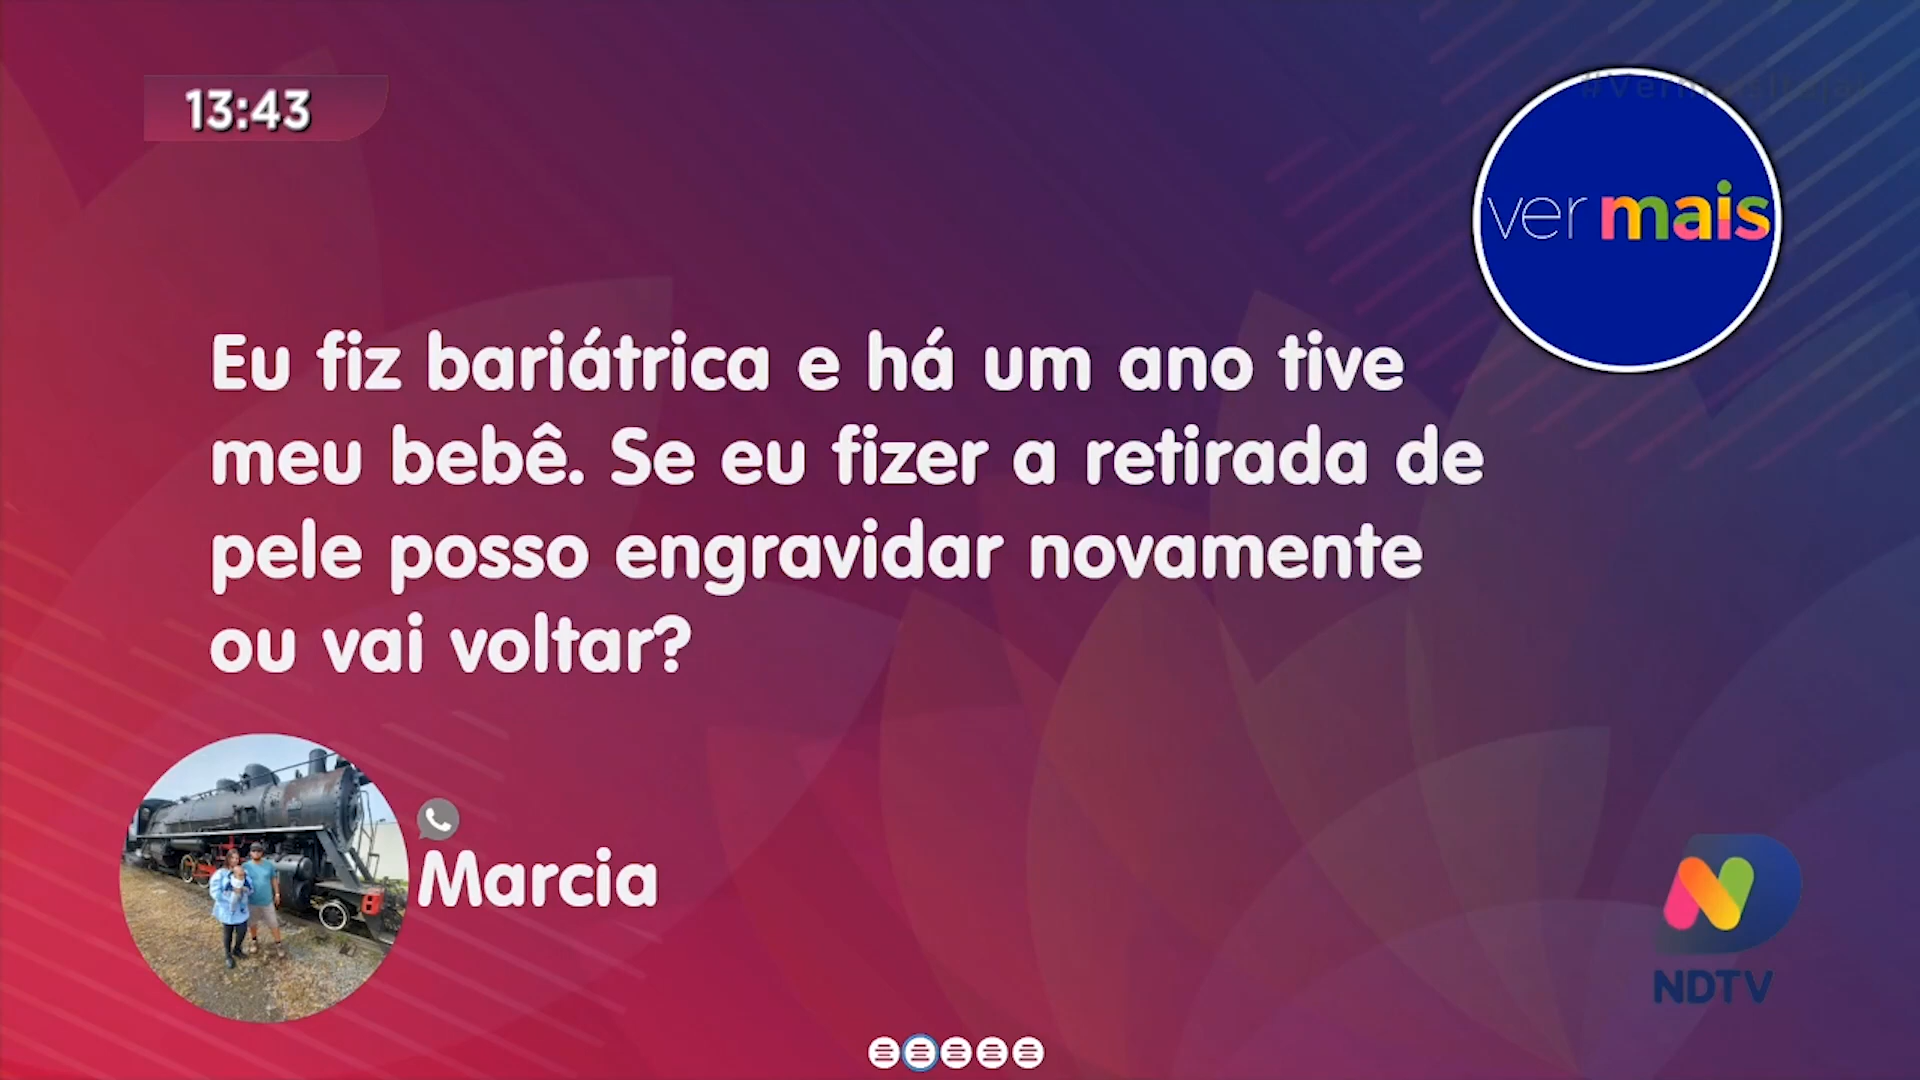 13:43
#VerMaisItajaí
ver mais
Eu fiz bariátrica e há um ano tive
meu bebê. Se eu fizer a retirada de
pele posso engravidar novamente
ou vai voltar?
Marcia
NDTV